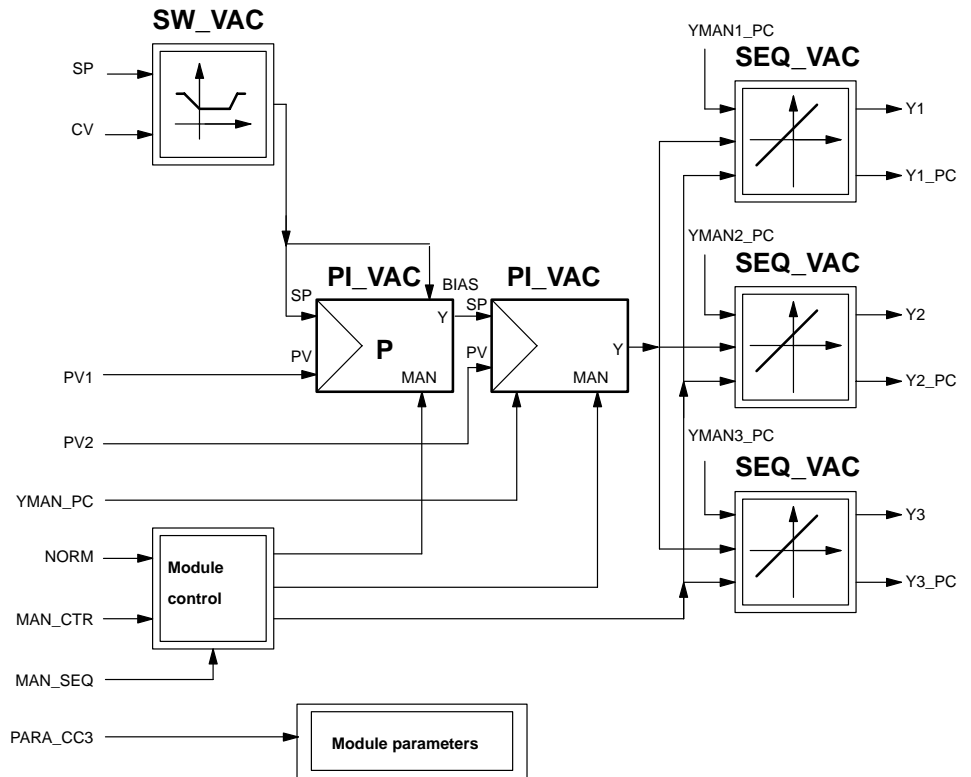 SW_VAC
YMAN1_PC
SP
SEQ_VAC
CV
Y1
Y1_PC
YMAN2_PC
SEQ_VAC
PI_VAC
PI_VAC
BIAS
SP
Y
SP
Y2
P
PV
PV
Y
MAN
MAN
PV1
Y2_PC
PV2
YMAN3_PC
SEQ_VAC
YMAN_PC
Y3
NORM
Module
control
Y3_PC
MAN_CTR
MAN_SEQ
PARA_CC3
Module parameters